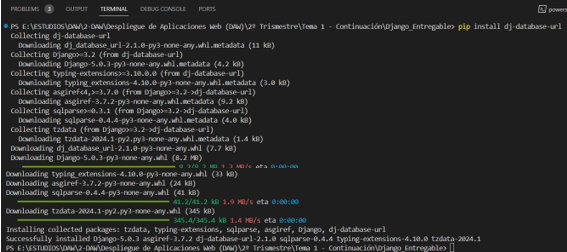 PROBLEMS 3 OUTPUT DEBUG CONSOLE TERMINAL PORTS powers
PS E:\ESTUDIOS\DAW\2-DAW\Despliegue de Aplicaciones Web (DAW)\2º Trismestre\Tema 1 - Continuación\Django_Entregable> pip install dj-database-url
Collecting dj-database-url
Downloading dj_database_url-2.1.0-py3-none-any.whl.metadata (11 kB)
Collecting Django>=3.2 (from dj-database-url)
Downloading Django-5.0.3-py3-none-any.whl.metadata (4.2 kB)
Collecting typing-extensions>=3.10.0.0 (from dj-database-url)
Downloading typing_extensions-4.10.0-py3-none-any.whl.metadata (3.0 kB)
Collecting asgiref<4,>=3.7.0 (from Django>=3.2->dj-database-url)
Downloading asgiref-3.7.2-py3-none-any.whl.metadata (9.2 kB)
Collecting sqlparse>=0.3.1 (from Django>=3.2->dj-database-url)
Downloading sqlparse-0.4.4-py3-none-any.whl.metadata (4.0 kB)
Collecting tzdata (from Django>=3.2->dj-database-url)
Downloading tzdata-2024.1-py2.py3-none-any.whl.metadata (1.4 kB)
Downloading dj_database_url-2.1.0-py3-none-any.whl (7.7 kB)
Downloading Django-5.0.3-py3-none-any.whl (8.2 MB)
8.2/8.2 MB 1.3 MB/s eta 0:00:00
Downloading typing_extensions-4.10.0-py3-none-any.whl (33 kB)
Downloading asgiref-3.7.2-py3-none-any.whl (24 kB)
Downloading sqlparse-0.4.4-py3-none-any.whl (41 kB)
41.2/41.2 kB 1.9 MB/s eta 0:00:00
Downloading tzdata-2024.1-py2.py3-none-any.whl (345 kB)
345.4/345.4 kB 1.4 MB/s eta 0:00:00
Installing collected packages: tzdata, typing-extensions, sqlparse, asgiref, Django, dj-database-url
Successfully installed Django-5.0.3 asgiref-3.7.2 dj-database-url-2.1.0 sqlparse-0.4.4 typing-extensions-4.10.0 tzdata-2024.1
PS E:\ESTUDIOS\DAW\2-DAW\Despliegue de Aplicaciones Web (DAW)\2º Trismestre\Tema 1 - Continuación\Django_Entregable>